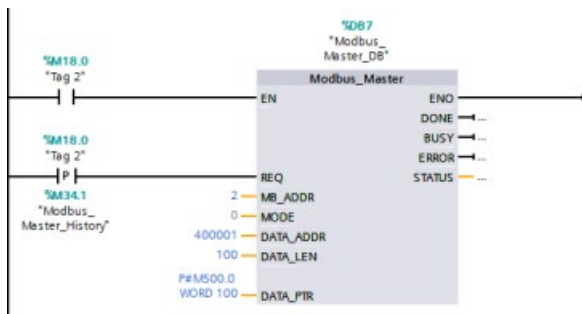 %DB7
"Modbus_
Master_DB"
%M18.0
"Tag 2"
Modbus_Master
EN
ENO
DONE
...
BUSY
...
%M18.0
"Tag 2"
ERROR
...
P
REQ
STATUS
...
%M34.1
"Modbus_
Master_History"
2
MB_ADDR
0
MODE
400001
DATA_ADDR
100
DATA_LEN
P#M500.0
WORD 100
DATA_PTR